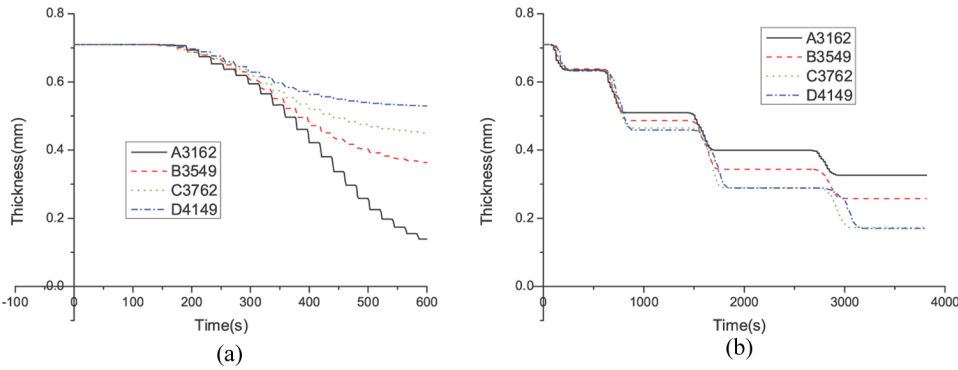 0.8
0.6
0.4
0.2
0.0
Thickness(mm)
A3162
B3549
C3762
D4149
-100 0 100 200 300 400 500 600
Time(s)
(a)
0.8
0.6
0.4
0.2
0.0
Thickness(mm)
A3162
B3549
C3762
D4149
0 1000 2000 3000 4000
Time(s)
(b)